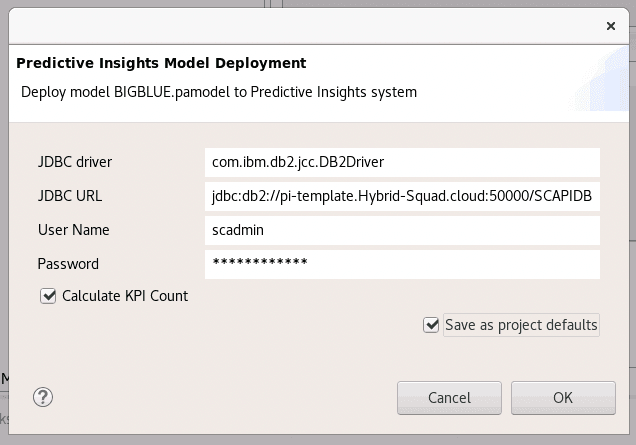 Predictive Insights Model Deployment
Deploy model BIGBLUE.pamodel to Predictive Insights system
JDBC driver com.ibm.db2.jcc.DB2Driver
JDBC URL jdbc:db2://pi-template.Hybrid-Squad.cloud:50000/SCAPIDB
User Name scadmin
Password ************
Calculate KPI Count
Save as project defaults
M
ks
? Cancel OK